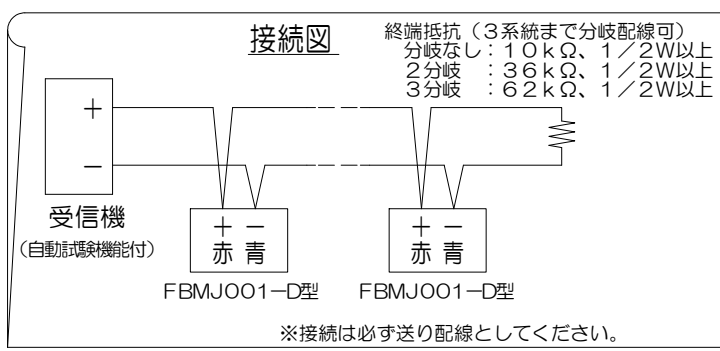 接続図
終端抵抗（3系統まで分岐配線可）
分岐なし：10kΩ、1／2W以上
2分岐　：36kΩ、1／2W以上
3分岐　：62kΩ、1／2W以上
＋
－
受信機
（自動試験機能付）
＋ －
赤 青
FBMJ001－D型
＋ －
赤 青
FBMJ001－D型
※接続は必ず送り配線としてください。